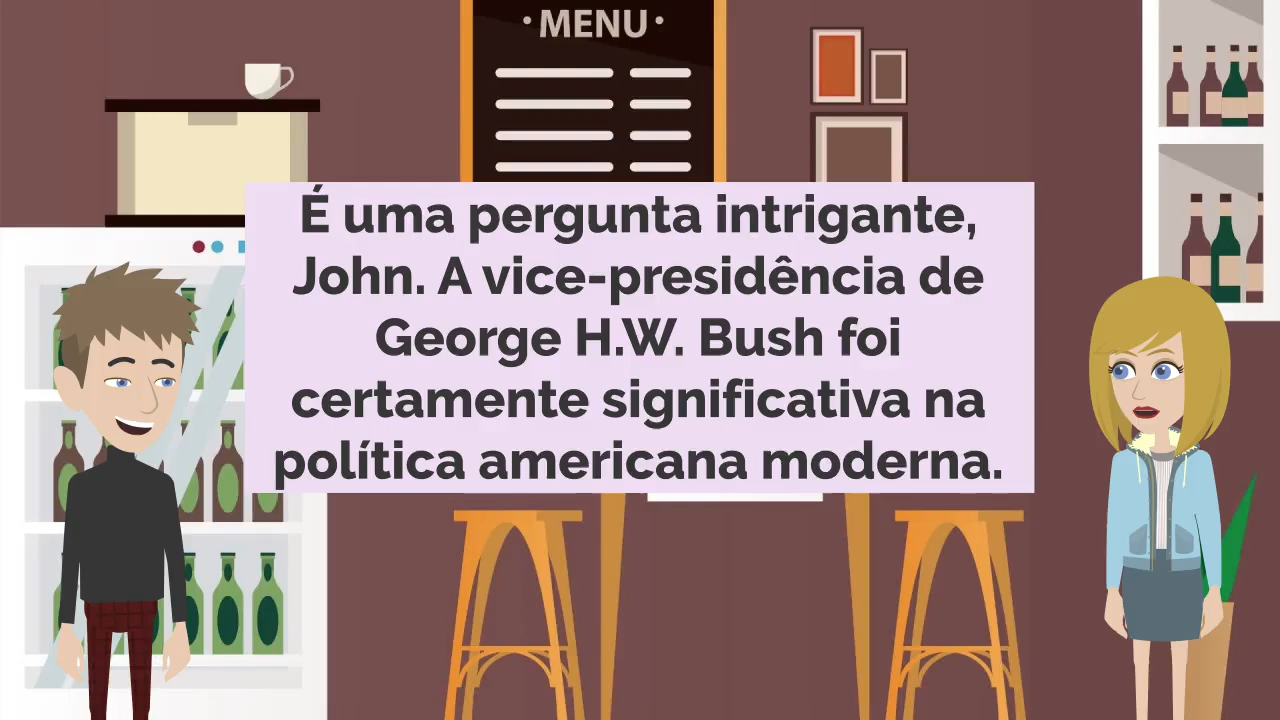 • MENU •
É uma pergunta intrigante,
John. A vice-presidência de
George H.W. Bush foi
certamente significativa na
política americana moderna.